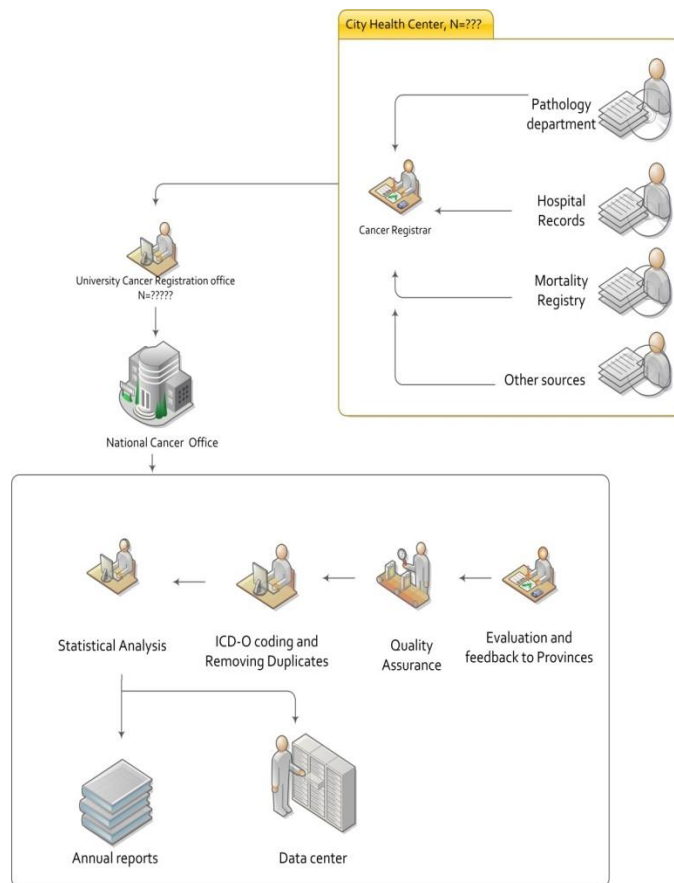 City Health Center, N=???
Pathology
department
Hospital
Records
Cancer Registrar
Mortality
Registry
Other sources
University Cancer Registration office
N=?????
National Cancer Office
Statistical Analysis
ICD-O coding and
Removing Duplicates
Quality
Assurance
Evaluation and
feedback to Provinces
Annual reports
Data center